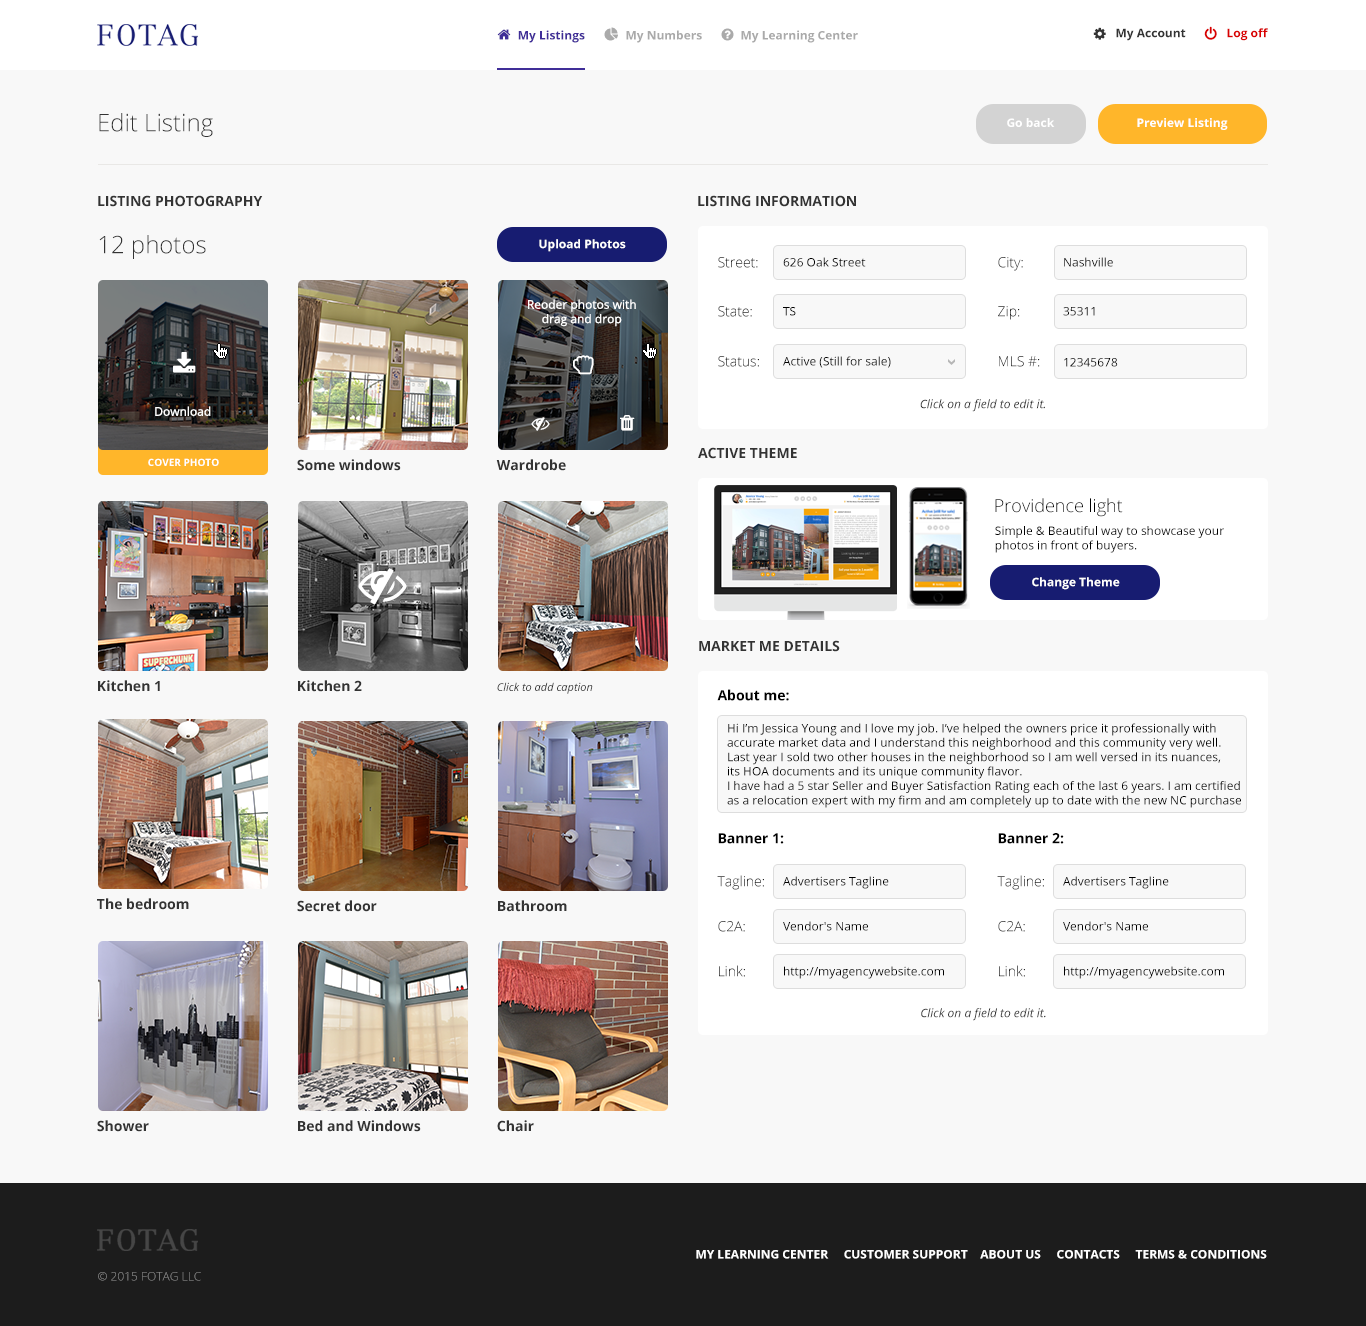 FOTAG
My Listings
My Numbers
My Learning Center
My Account
Log off
Edit Listing
Go back
Preview Listing
LISTING PHOTOGRAPHY
12 photos
Upload Photos
Download
COVER PHOTO
Some windows
Reoder photos with
drag and drop
Wardrobe
SUPERCHUNK
Kitchen 1
Kitchen 2
Click to add caption
The bedroom
Secret door
Bathroom
Shower
Bed and Windows
Chair
LISTING INFORMATION
Street: 626 Oak Street
City: Nashville
State: TS
Zip: 35311
Status: Active (Still for sale)
MLS #: 12345678
Click on a field to edit it.
ACTIVE THEME
Providence light
Simple & Beautiful way to showcase your
photos in front of buyers.
Change Theme
MARKET ME DETAILS
About me:
Hi I'm Jessica Young and I love my job. I've helped the owners price it professionally with
accurate market data and I understand this neighborhood and this community very well.
Last year I sold two other houses in the neighborhood so I am well versed in its nuances,
its HOA documents and its unique community flavor.
I have had a 5 star Seller and Buyer Satisfaction Rating each of the last 6 years. I am certified
as a relocation expert with my firm and am completely up to date with the new NC purchase
Banner 1:
Tagline: Advertisers Tagline
C2A: Vendor's Name
Link: http://myagencywebsite.com
Banner 2:
Tagline: Advertisers Tagline
C2A: Vendor's Name
Link: http://myagencywebsite.com
Click on a field to edit it.
FOTAG
© 2015 FOTAG LLC
MY LEARNING CENTER
CUSTOMER SUPPORT
ABOUT US
CONTACTS
TERMS & CONDITIONS